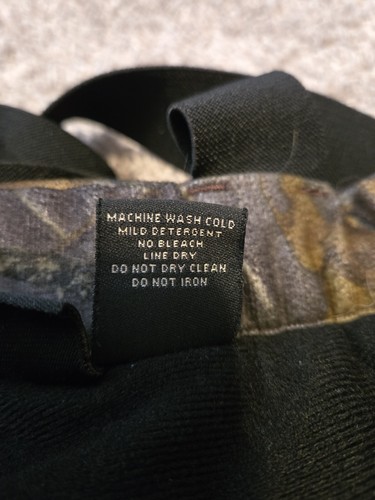 MACHINE WASH COLD
MILD DETERGENT
NO BLEACH
LINE DRY
DO NOT DRY CLEAN
DO NOT IRON